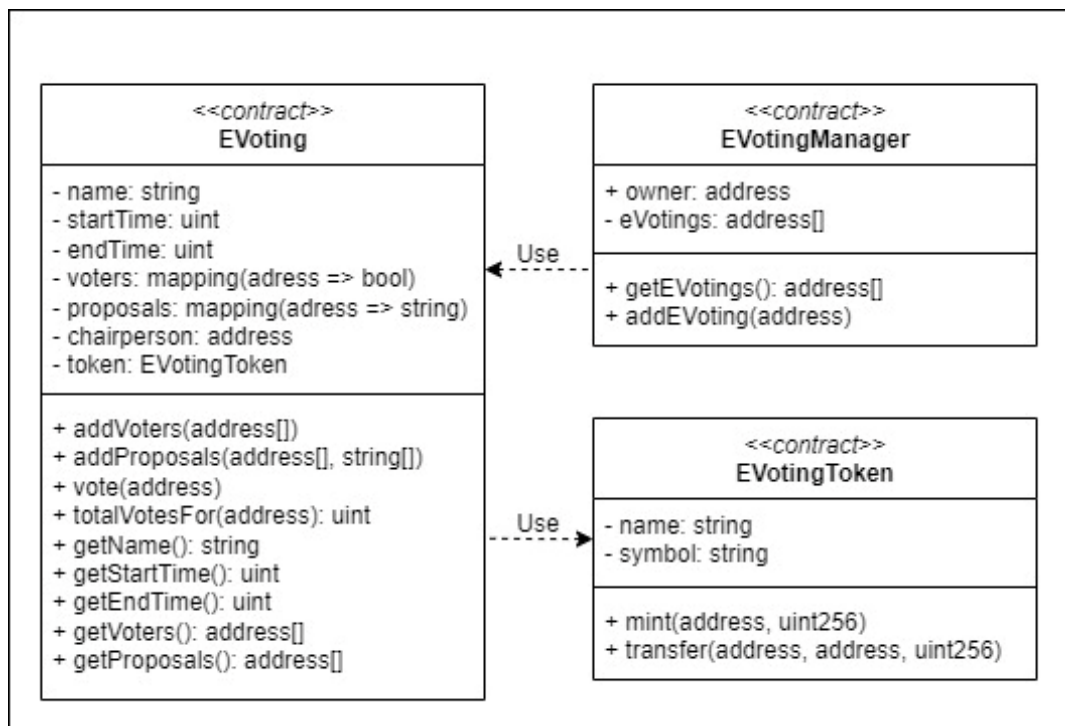 <<contract>>
EVoting
- name: string
- startTime: uint
- endTime: uint
- voters: mapping(adress => bool)
- proposals: mapping(adress => string)
- chairperson: address
- token: EVotingToken
+ addVoters(address[])
+ addProposals(address[], string[])
+ vote(address)
+ totalVotesFor(address): uint
+ getName(): string
+ getStartTime(): uint
+ getEndTime(): uint
+ getVoters(): address[]
+ getProposals(): address[]
Use
<<contract>>
EVotingManager
+ owner: address
- eVotings: address[]
+ getEVotings(): address[]
+ addEVoting(address)
Use
<<contract>>
EVotingToken
- name: string
- symbol: string
+ mint(address, uint256)
+ transfer(address, address, uint256)